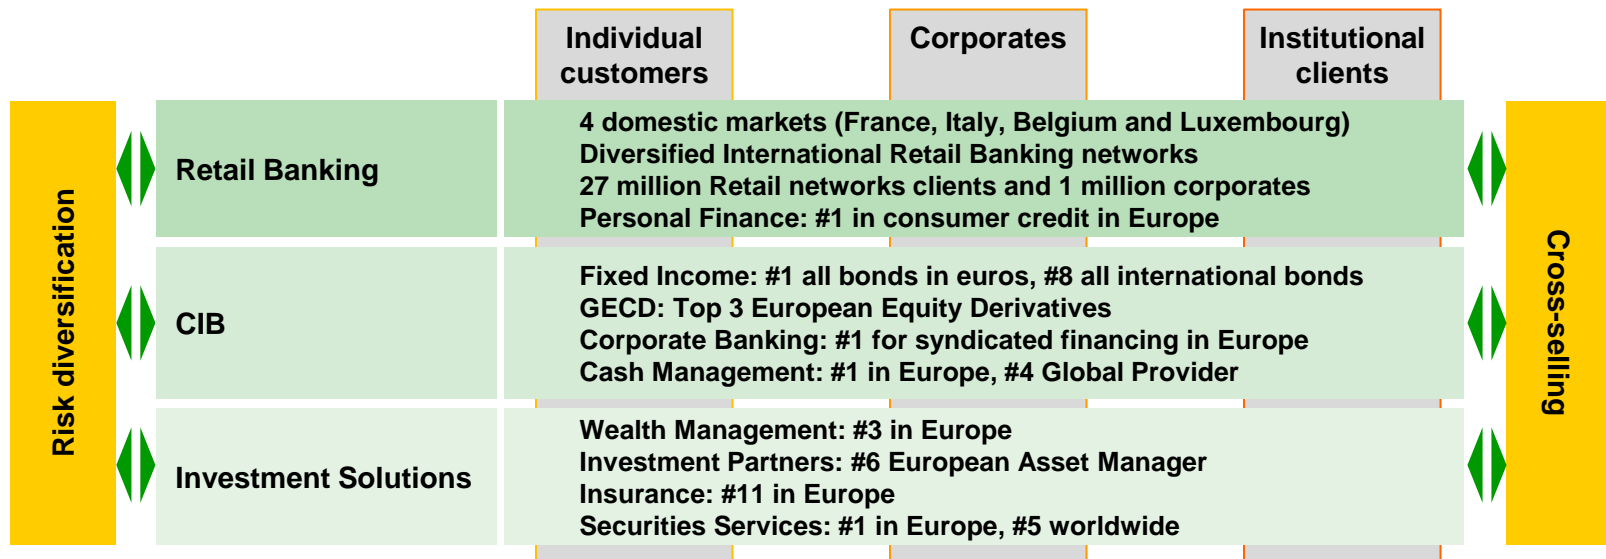 Individual
customers
Corporates
Institutional
clients
Risk diversification
Retail Banking
4 domestic markets (France, Italy, Belgium and Luxembourg)
Diversified International Retail Banking networks
27 million Retail networks clients and 1 million corporates
Personal Finance: #1 in consumer credit in Europe
CIB
Fixed Income: #1 all bonds in euros, #8 all international bonds
GECD: Top 3 European Equity Derivatives
Corporate Banking: #1 for syndicated financing in Europe
Cash Management: #1 in Europe, #4 Global Provider
Investment Solutions
Wealth Management: #3 in Europe
Investment Partners: #6 European Asset Manager
Insurance: #11 in Europe
Securities Services: #1 in Europe, #5 worldwide
Cross-selling